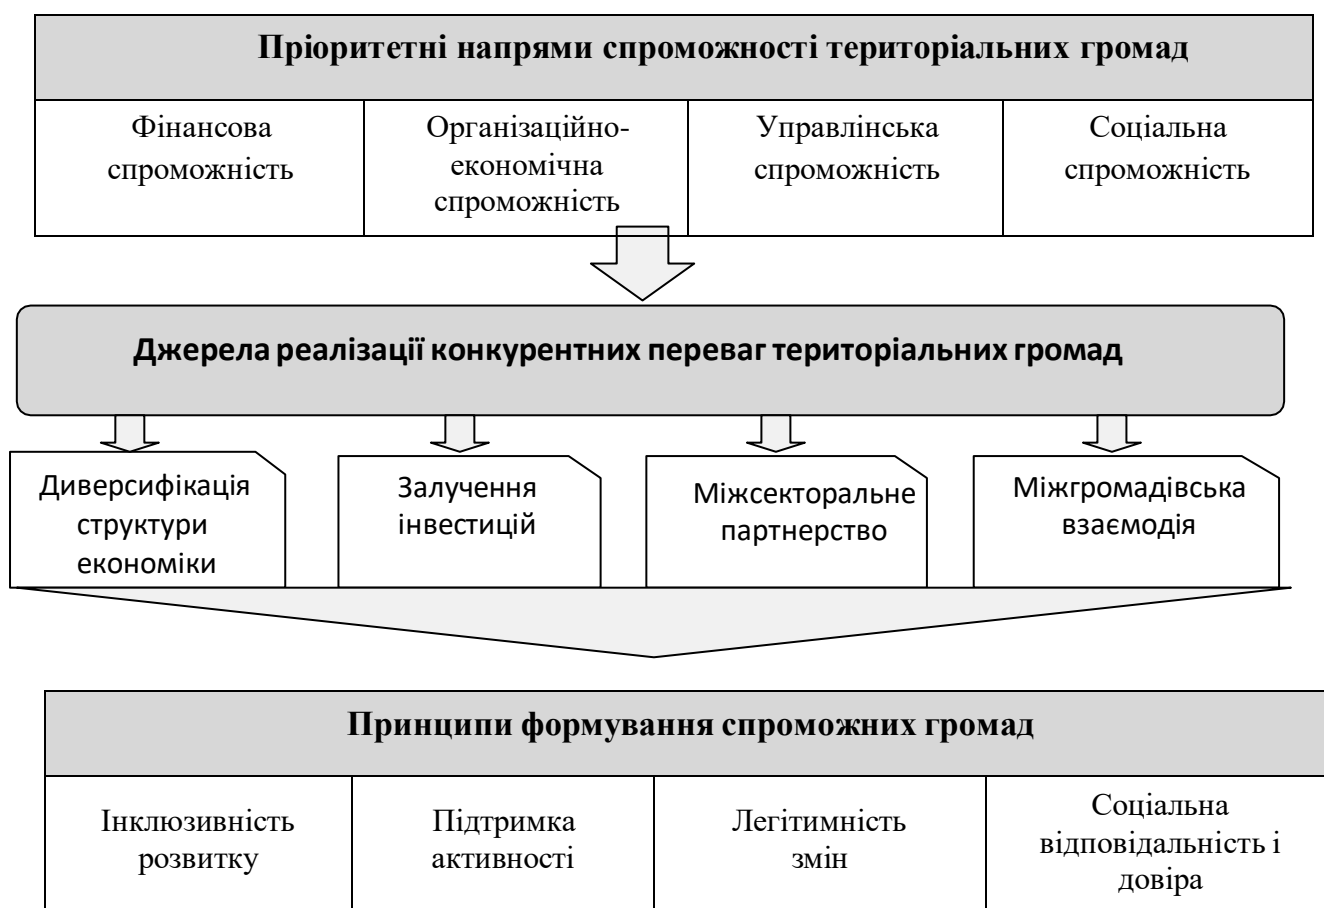 Пріоритетні напрями спроможності територіальних громад
Фінансова
спроможність
Організаційно-
економічна
спроможність
Управлінська
спроможність
Соціальна
спроможність
Джерела реалізації конкурентних переваг територіальних громад
Диверсифікація
структури
економіки
Залучення
інвестицій
Міжсекторальне
партнерство
Міжгромадівська
взаємодія
Принципи формування спроможних громад
Інклюзивність
розвитку
Підтримка
активності
Легітимність
змін
Соціальна
відповідальність і
довіра